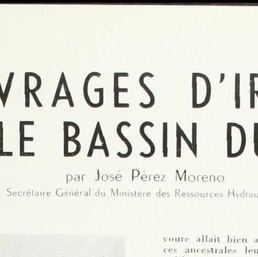 VRAGES D'IR
LE BASSIN DU
par José Pérez Moreno
Secrétaire Général du Ministère des Ressources Hydrau
voure allait bien a
ces ancestrales leu